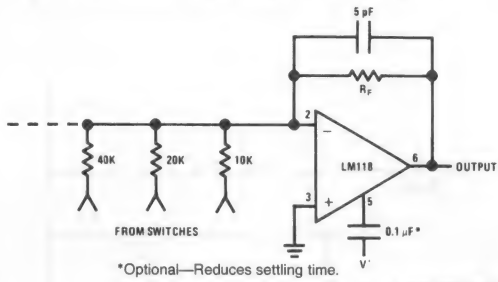 5 pF
RF
2
−
LM118
6
OUTPUT
40K
20K
10K
3
+
5
0.1 µF*
FROM SWITCHES
V-
*Optional—Reduces settling time.